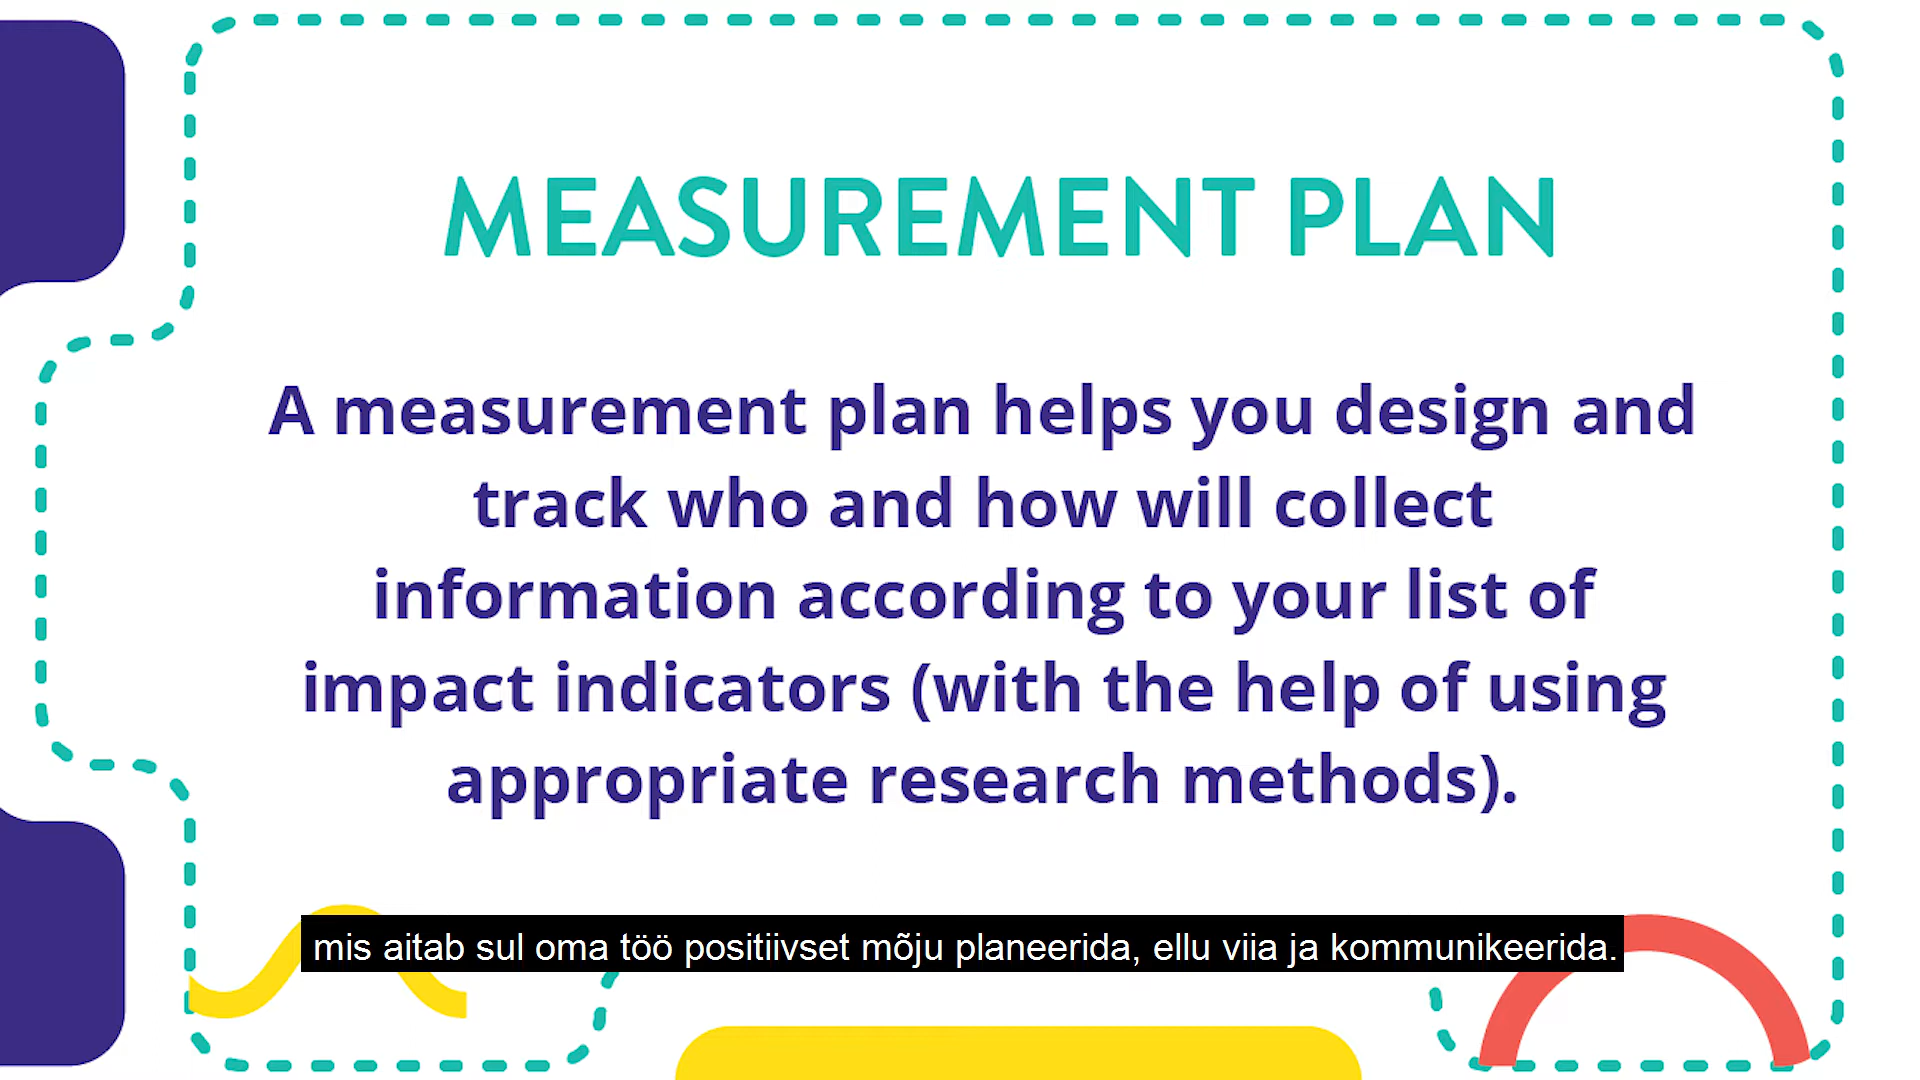 MEASUREMENT PLAN
A measurement plan helps you design and
track who and how will collect
information according to your list of
impact indicators (with the help of using
appropriate research methods).
mis aitab sul oma töö positiivset mõju planeerida, ellu viia ja kommunikeerida.